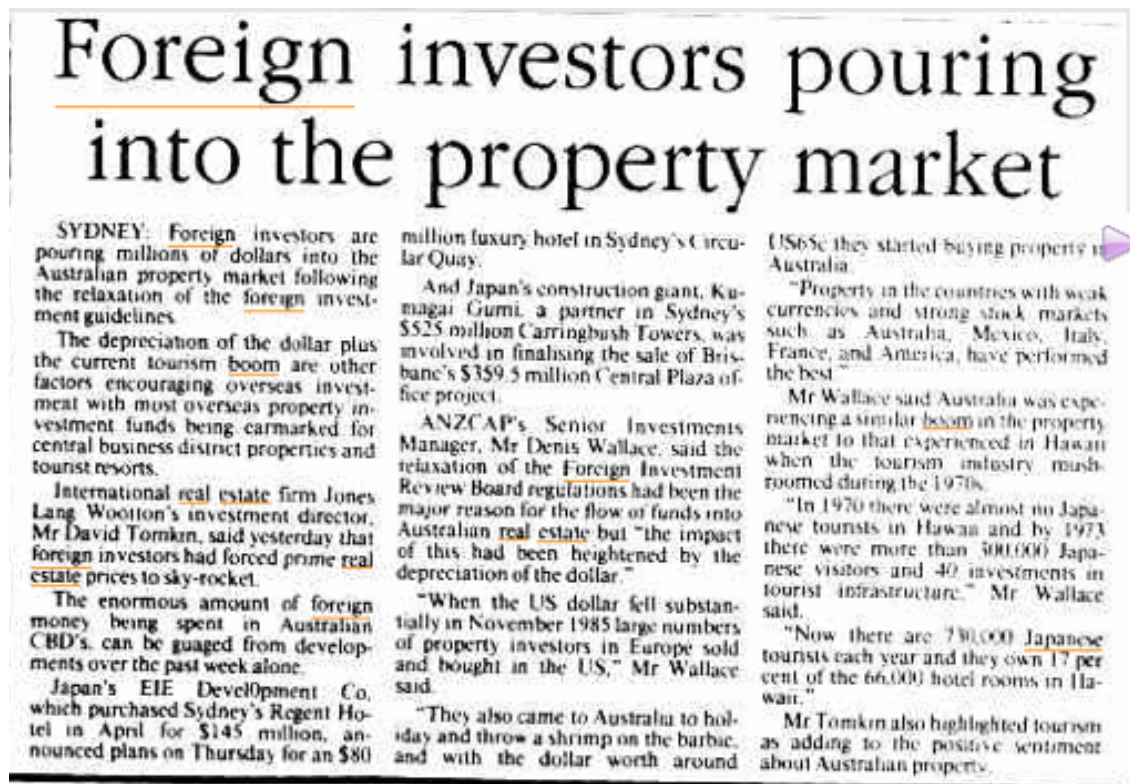 Foreign investors pouring
into the property market
SYDNEY: Foreign investors are
pouring millions of dollars into the
Australian property market following
the relaxation of the foreign invest-
ment guidelines.
The depreciation of the dollar plus
the current tourism boom are other
factors encouraging overseas invest-
ment with most overseas property in-
vestment funds being earmarked for
central business district properties and
tourist resorts.
International real estate firm Jones
Lang Wootton's investment director,
Mr David Tomkin, said yesterday that
foreign investors had forced prime real
estate prices to sky-rocket.
The enormous amount of foreign
money being spent in Australian
CBD's, can be guaged from develop-
ments over the past week alone.
Japan's EIE Devel0pment Co,
which purchased Sydney's Regent Ho-
tel in April for $145 million, an-
nounced plans on Thursday for an $80
million luxury hotel in Sydney's Circu-
lar Quay.
And Japan's construction giant, Ku-
magai Gumi, a partner in Sydney's
$525 million Carringbush Towers, was
involved in finalising the sale of Bris-
bane's $359.5 million Central Plaza of-
fice project.
ANZCAP's Senior Investments
Manager, Mr Denis Wallace, said the
relaxation of the Foreign Investment
Review Board regulations had been the
major reason for the flow of funds into
Australian real estate but "the impact
of this had been heightened by the
depreciation of the dollar."
"When the US dollar fell substan-
tially in November 1985 large numbers
of property investors in Europe sold
and bought in the US," Mr Wallace
said.
"They also came to Australia to hol-
iday and throw a shrimp on the barbie,
and with the dollar worth around
US65c they started buying property in
Australia.
"Property in the countries with weak
currencies and strong stock markets
such as Australia, Mexico, Italy,
France, and America, have performed
the best."
Mr Wallace said Australia was expe-
riencing a similar boom in the property
market to that experienced in Hawaii
when the tourism industry mush-
roomed during the 1970s.
"In 1970 there were almost no Japa-
nese tourists in Hawaii and by 1973
there were more than 300,000 Japa-
nese visitors and 40 investments in
tourist infrastructure," Mr Wallace
said.
"Now there are 730,000 Japanese
tourists each year and they own 17 per
cent of the 66,000 hotel rooms in Ha-
waii."
Mr Tomkin also highlighted tourism
as adding to the positive sentiment
about Australian property.